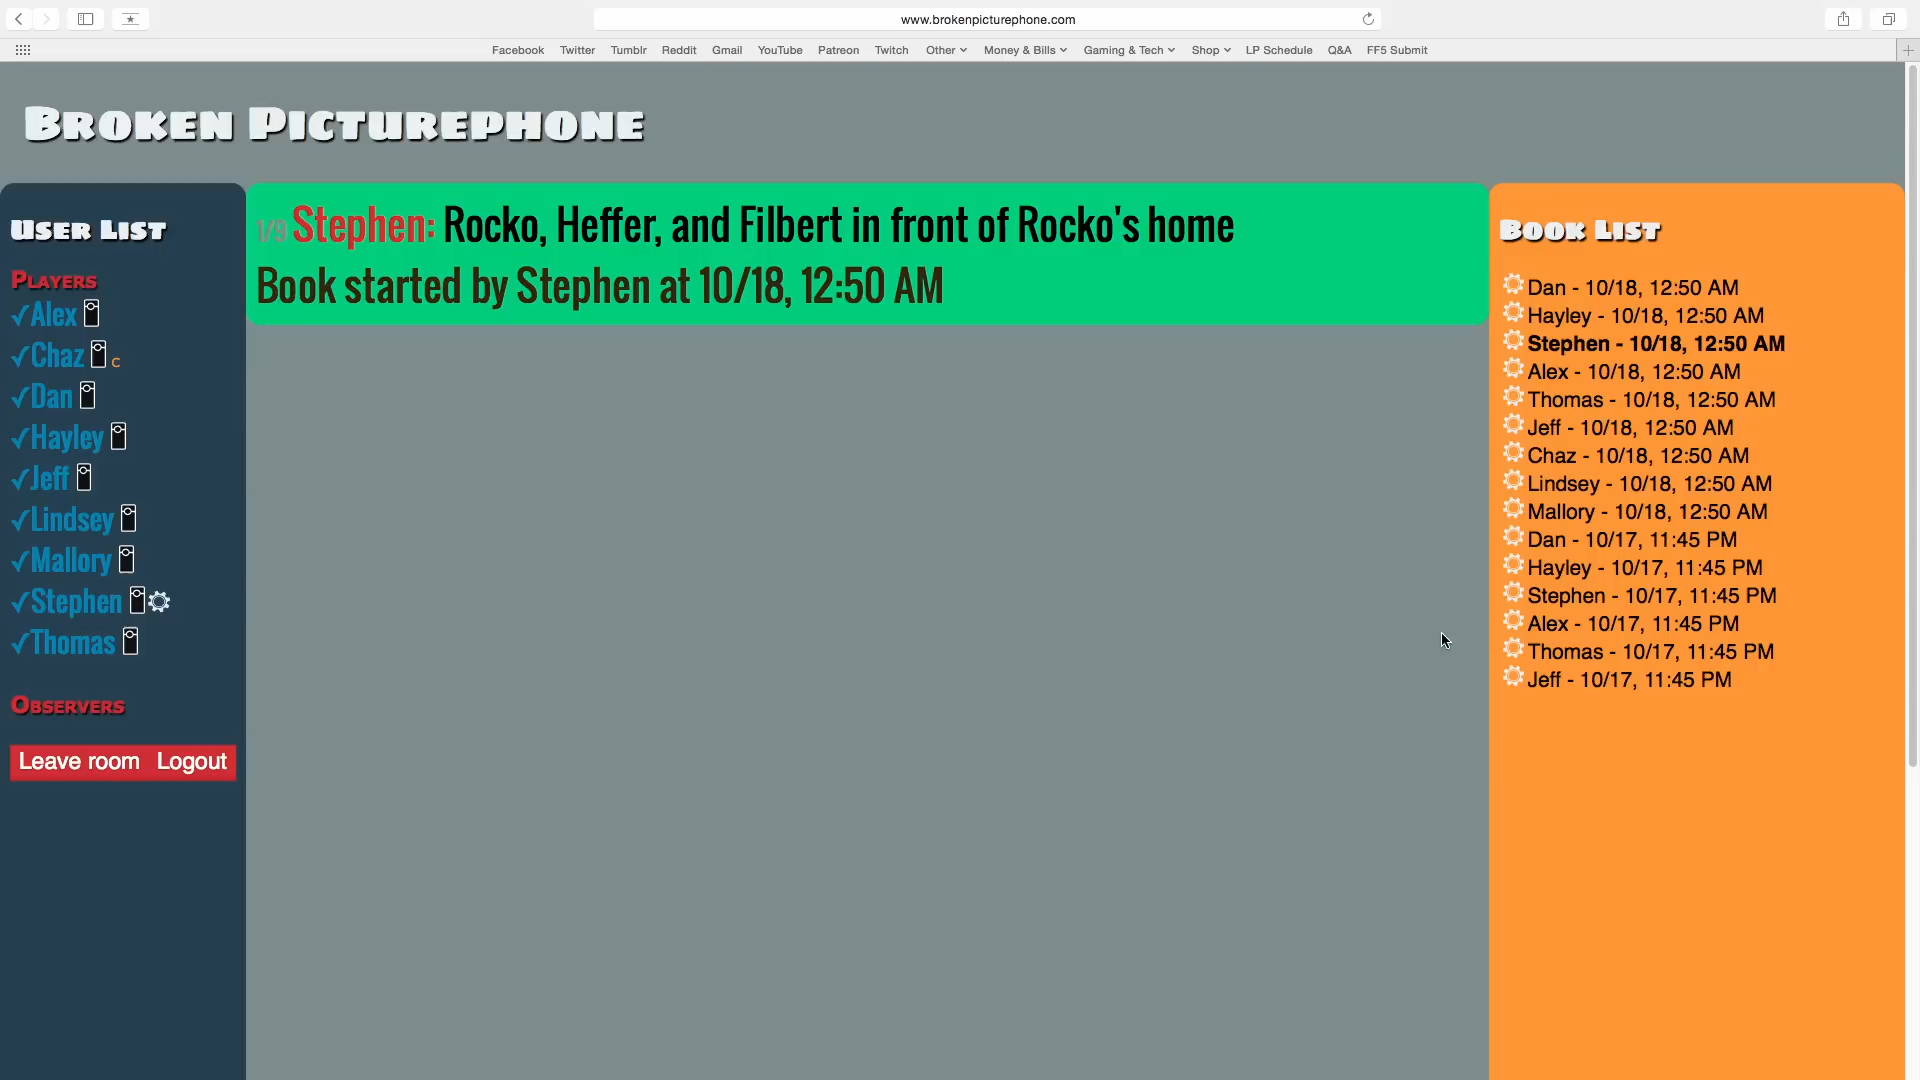 www.brokenpicturephone.com
Facebook Twitter Tumblr Reddit Gmail YouTube Patreon Twitch Other Money & Bills Gaming & Tech Shop LP Schedule Q&A FF5 Submit
Broken Picturephone
User List
Players
✓Alex
✓Chaz c
✓Dan
✓Hayley
✓Jeff
✓Lindsey
✓Mallory
✓Stephen
✓Thomas
Observers
Leave room Logout
1/9 Stephen: Rocko, Heffer, and Filbert in front of Rocko's home
Book started by Stephen at 10/18, 12:50 AM
Book List
Dan - 10/18, 12:50 AM
Hayley - 10/18, 12:50 AM
Stephen - 10/18, 12:50 AM
Alex - 10/18, 12:50 AM
Thomas - 10/18, 12:50 AM
Jeff - 10/18, 12:50 AM
Chaz - 10/18, 12:50 AM
Lindsey - 10/18, 12:50 AM
Mallory - 10/18, 12:50 AM
Dan - 10/17, 11:45 PM
Hayley - 10/17, 11:45 PM
Stephen - 10/17, 11:45 PM
Alex - 10/17, 11:45 PM
Thomas - 10/17, 11:45 PM
Jeff - 10/17, 11:45 PM